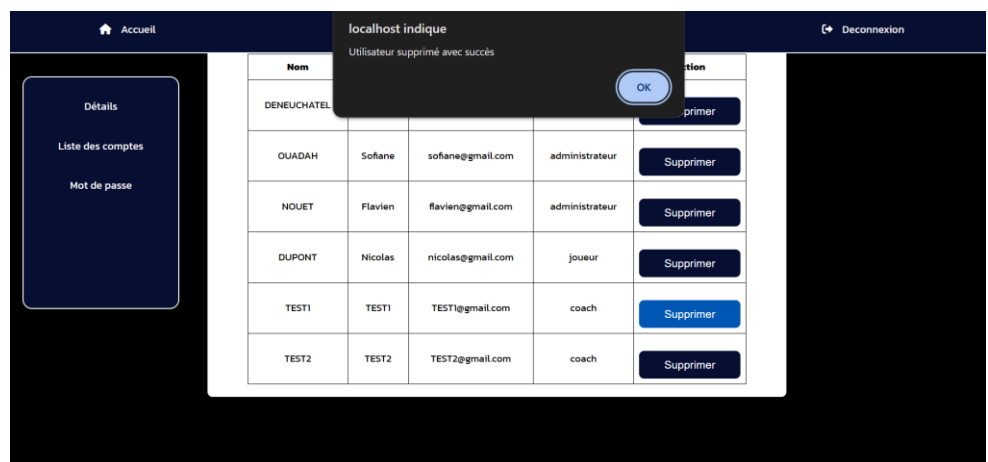 Accueil
localhost indique
Deconnexion
Utilisateur supprimé avec succès
OK
Détails
Liste des comptes
Mot de passe
Nom
DENEUCHATEL
OUADAH Sofiane sofiane@gmail.com administrateur Supprimer
NOUET Flavien flavien@gmail.com administrateur Supprimer
DUPONT Nicolas nicolas@gmail.com joueur Supprimer
TEST1 TEST1 TEST1@gmail.com coach Supprimer
TEST2 TEST2 TEST2@gmail.com coach Supprimer